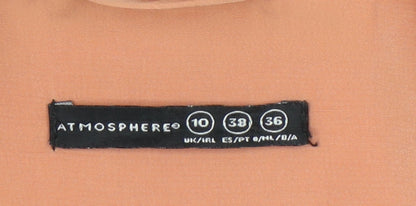 ATMOSPHERE® 10 38 36
UK/IRL ES/PT D/NL/B/A